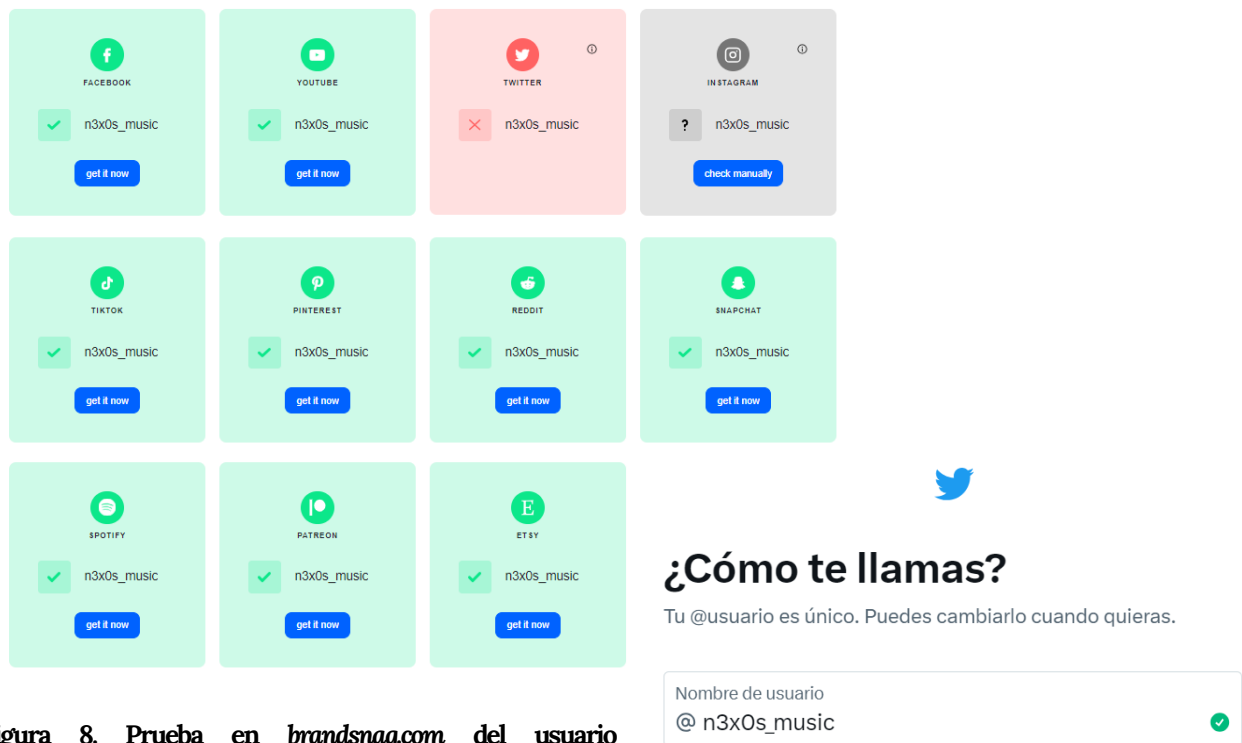 FACEBOOK
n3x0s_music
get it now
YOUTUBE
n3x0s_music
get it now
TWITTER
n3x0s_music
INSTAGRAM
? n3x0s_music
check manually
TIKTOK
n3x0s_music
get it now
PINTEREST
n3x0s_music
get it now
REDDIT
n3x0s_music
get it now
SNAPCHAT
n3x0s_music
get it now
SPOTIFY
n3x0s_music
get it now
PATREON
n3x0s_music
get it now
E
ETSY
n3x0s_music
get it now
¿Cómo te llamas?
Tu @usuario es único. Puedes cambiarlo cuando quieras.
Nombre de usuario
@ n3x0s_music
igura 8. Prueba en brandsnag.com del usuario